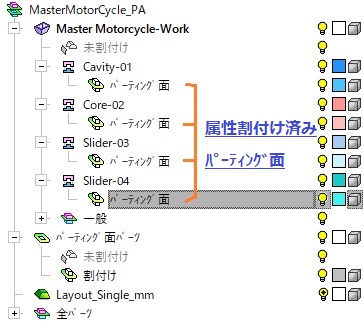 MasterMotorCycle_PA
Master Motorcycle-Work
未割付け
Cavity-01
ﾊﾟｰﾃｨﾝｸﾞ面
Core-02
ﾊﾟｰﾃｨﾝｸﾞ面
属性割付け済み
Slider-03
ﾊﾟｰﾃｨﾝｸﾞ面
ﾊﾟｰﾃｨﾝｸﾞ面
Slider-04
ﾊﾟｰﾃｨﾝｸﾞ面
一般
ﾊﾟｰﾃｨﾝｸﾞ面ﾊﾟｰﾂ
未割付け
割付け
Layout_Single_mm
全ﾊﾟｰﾂ